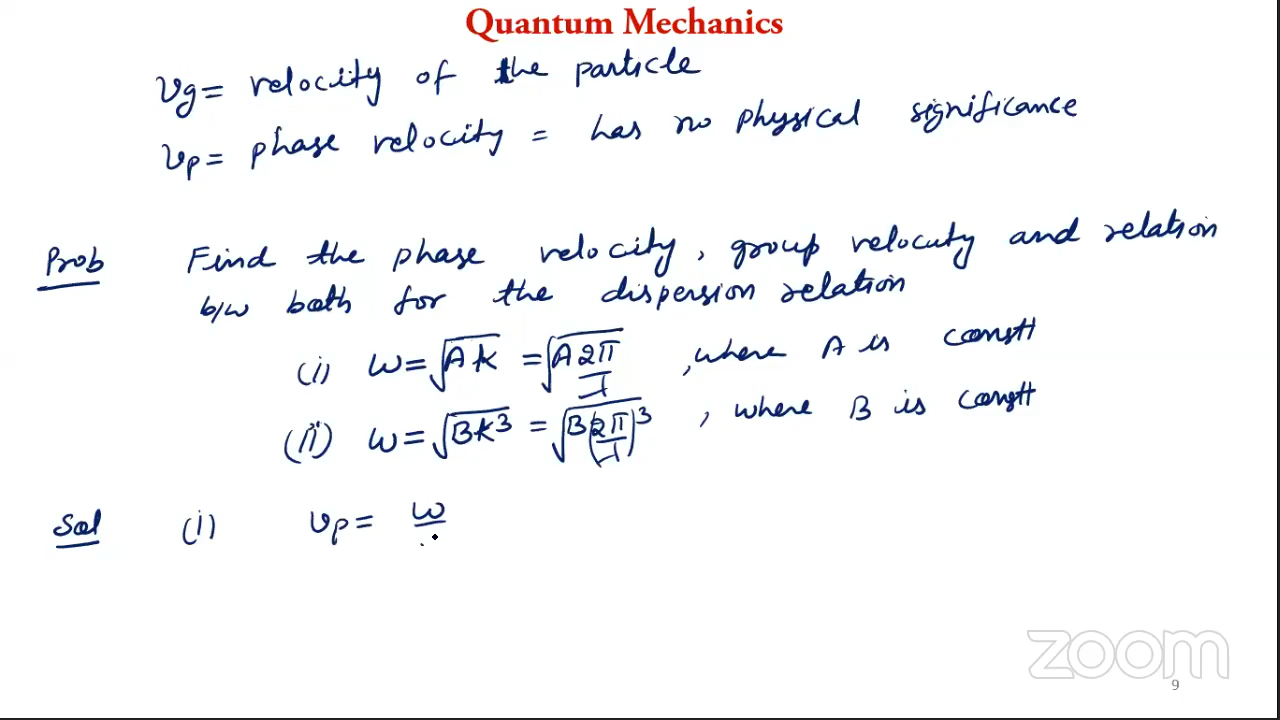 Quantum Mechanics
vg = velocity of the particle
vp = phase velocity = has no physical significance
Prob Find the phase velocity, group velocuty and relation
b/w both for the dispersion relation
(i) ω = √(Ak) = √(A 2π/λ) , where A is constt
(ii) ω = √(Bk³) = √(B(2π/λ)³) , where B is constt
Sol (i) vp = ω
zoom
9